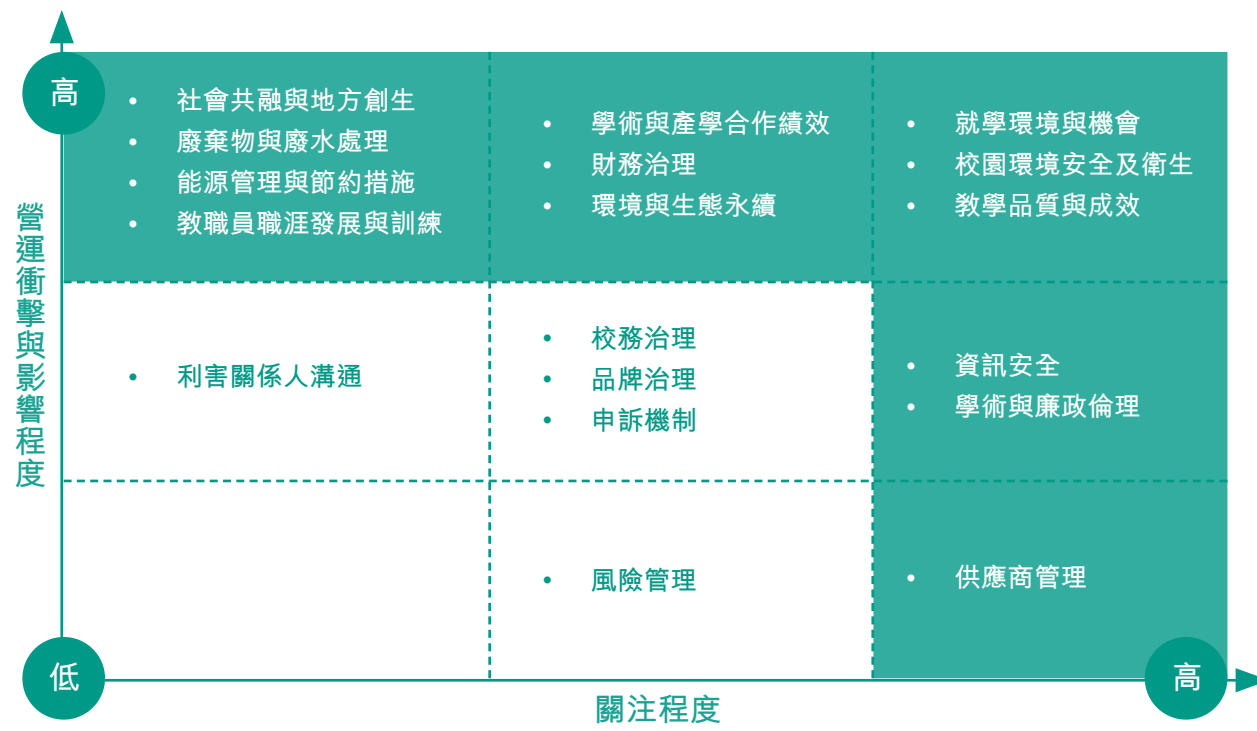 高
• 社會共融與地方創生
• 廢棄物與廢水處理
• 能源管理與節約措施
• 教職員職涯發展與訓練
• 學術與產學合作績效
• 財務治理
• 環境與生態永續
• 就學環境與機會
• 校園環境安全及衛生
• 教學品質與成效
營運衝擊與影響程度
• 利害關係人溝通
• 校務治理
• 品牌治理
• 申訴機制
• 資訊安全
• 學術與廉政倫理
• 風險管理
• 供應商管理
低
高
關注程度